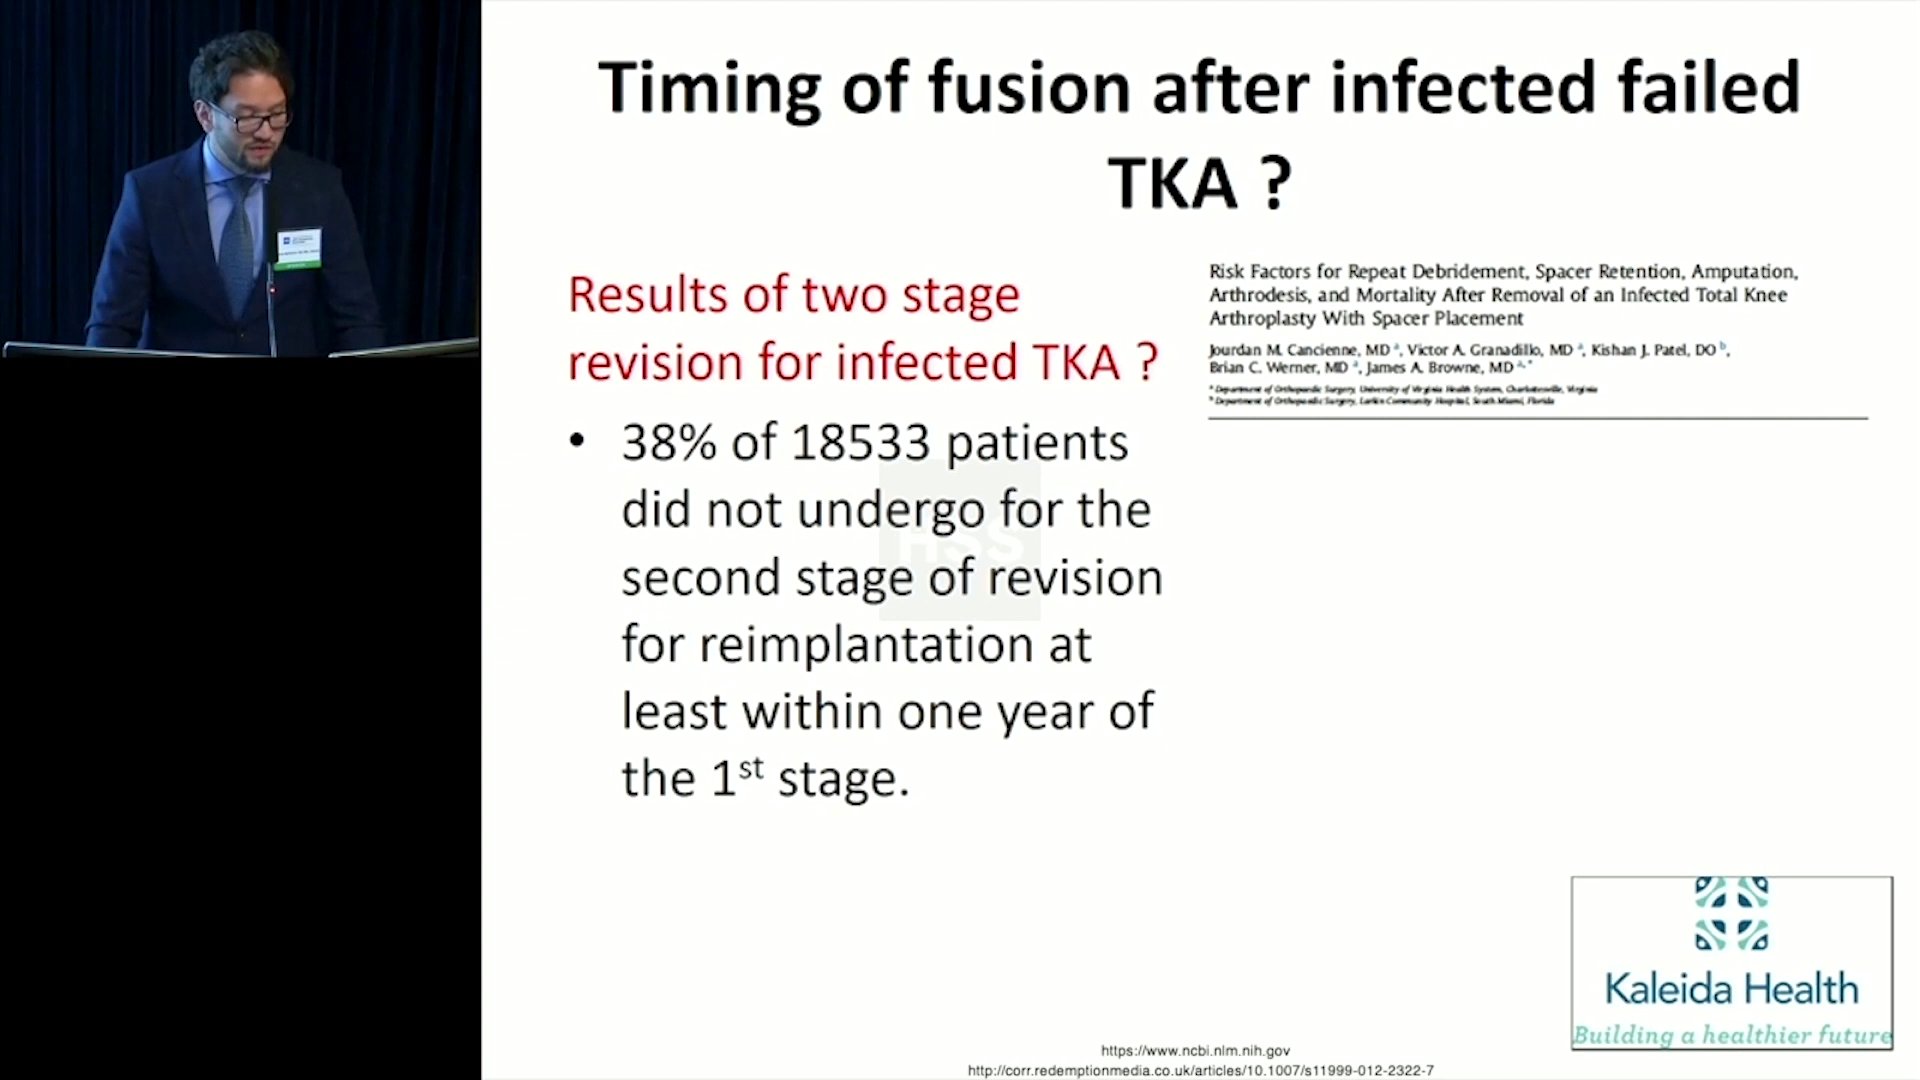 Timing of fusion after infected failed
TKA ?
Results of two stage
revision for infected TKA ?
• 38% of 18533 patients
did not undergo for the
second stage of revision
for reimplantation at
least within one year of
the 1st stage.
HSS
Risk Factors for Repeat Debridement, Spacer Retention, Amputation,
Arthrodesis, and Mortality After Removal of an Infected Total Knee
Arthroplasty With Spacer Placement
Jourdan M. Cancienne, MD a, Victor A. Granadillo, MD a, Kishan J. Patel, DO b,
Brian C. Werner, MD a, James A. Browne, MD a,*
a Department of Orthopaedic Surgery, University of Virginia Health System, Charlottesville, Virginia
b Department of Orthopaedic Surgery, Larkin Community Hospital, South Miami, Florida
Kaleida Health
Building a healthier future
https://www.ncbi.nlm.nih.gov
http://corr.redemptionmedia.co.uk/articles/10.1007/s11999-012-2322-7